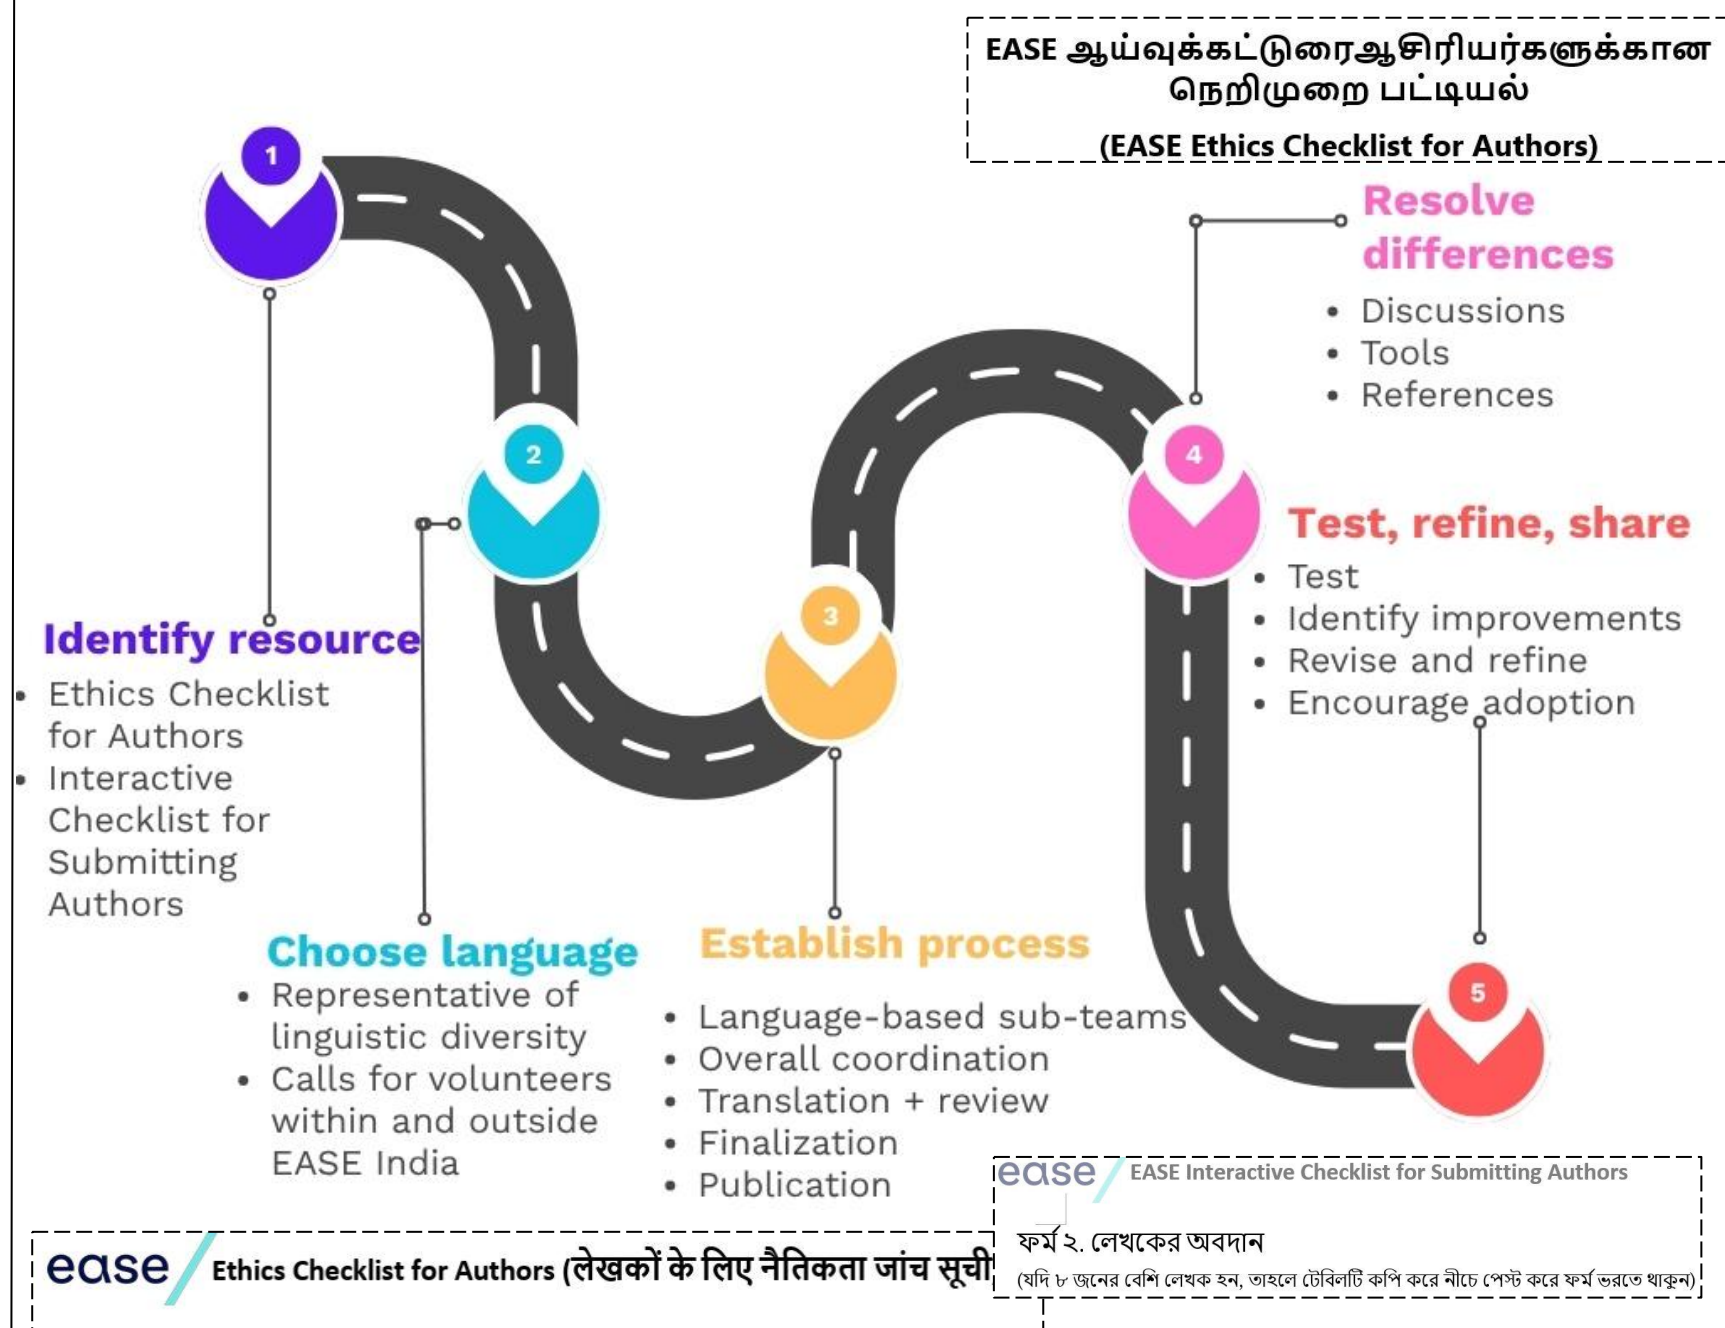 EASE ஆய்வுக்கட்டுரைஆசிரியர்களுக்கான
நெறிமுறை பட்டியல்
(EASE Ethics Checklist for Authors)
1
Resolve
differences
• Discussions
• Tools
• References
2
4
Test, refine, share
• Test
• Identify improvements
• Revise and refine
• Encourage adoption
3
Identify resource
• Ethics Checklist
for Authors
• Interactive
Checklist for
Submitting
Authors
Choose language
• Representative of
linguistic diversity
• Calls for volunteers
within and outside
EASE India
Establish process
• Language-based sub-teams
• Overall coordination
• Translation + review
• Finalization
• Publication
5
ease EASE Interactive Checklist for Submitting Authors
ফর্ম ২. লেখকের অবদান
(যদি ৮ জনের বেশি লেখক হন, তাহলে টেবিলটি কপি করে নীচে পেস্ট করে ফর্ম ভরতে থাকুন)
ease Ethics Checklist for Authors (लेखकों के लिए नैतिकता जांच सूची